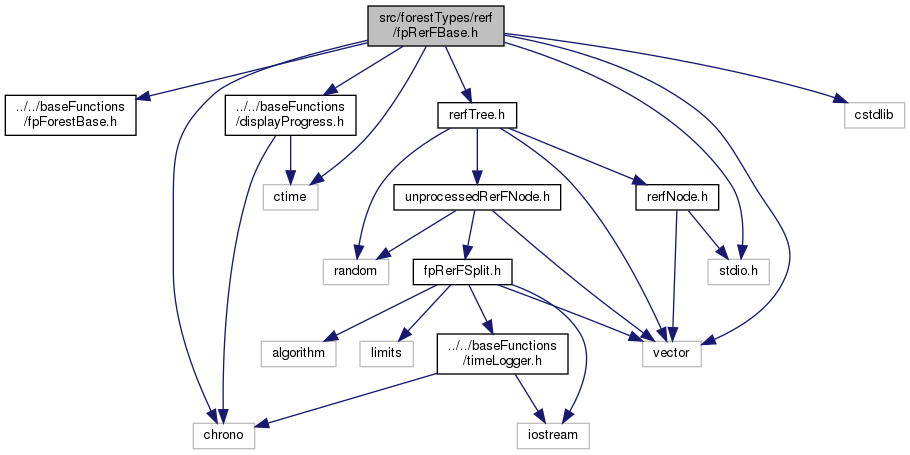 src/forestTypes/rerf
/fpRerFBase.h
../../baseFunctions
/fpForestBase.h
../../baseFunctions
/displayProgress.h
rerfTree.h
cstdlib
ctime
unprocessedRerFNode.h
rerfNode.h
random
fpRerFSplit.h
stdio.h
algorithm
limits
../../baseFunctions
/timeLogger.h
vector
chrono
iostream